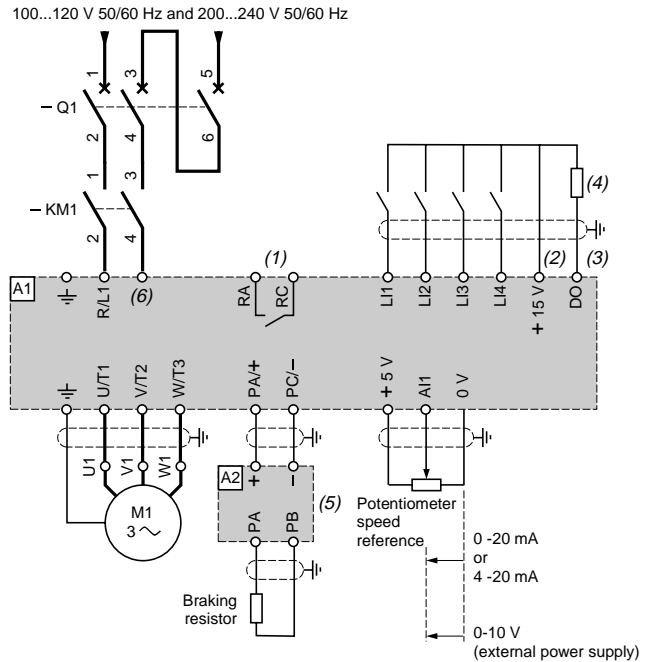 100...120 V 50/60 Hz and 200...240 V 50/60 Hz
1
3
5
– Q1
2
4
6
1
3
– KM1
2
4
(4)
(1)
(2)
(3)
A1
R/L1
(6)
RA
RC
LI1
LI2
LI3
LI4
+ 15 V
DO
U/T1
V/T2
W/T3
PA/+
PC/–
+ 5 V
AI1
0 V
U1
V1
W1
A2
+
–
(5)
M1
3 ~
PA
PB
Potentiometer
speed
reference
0 -20 mA
or
4 -20 mA
Braking
resistor
0-10 V
(external power supply)